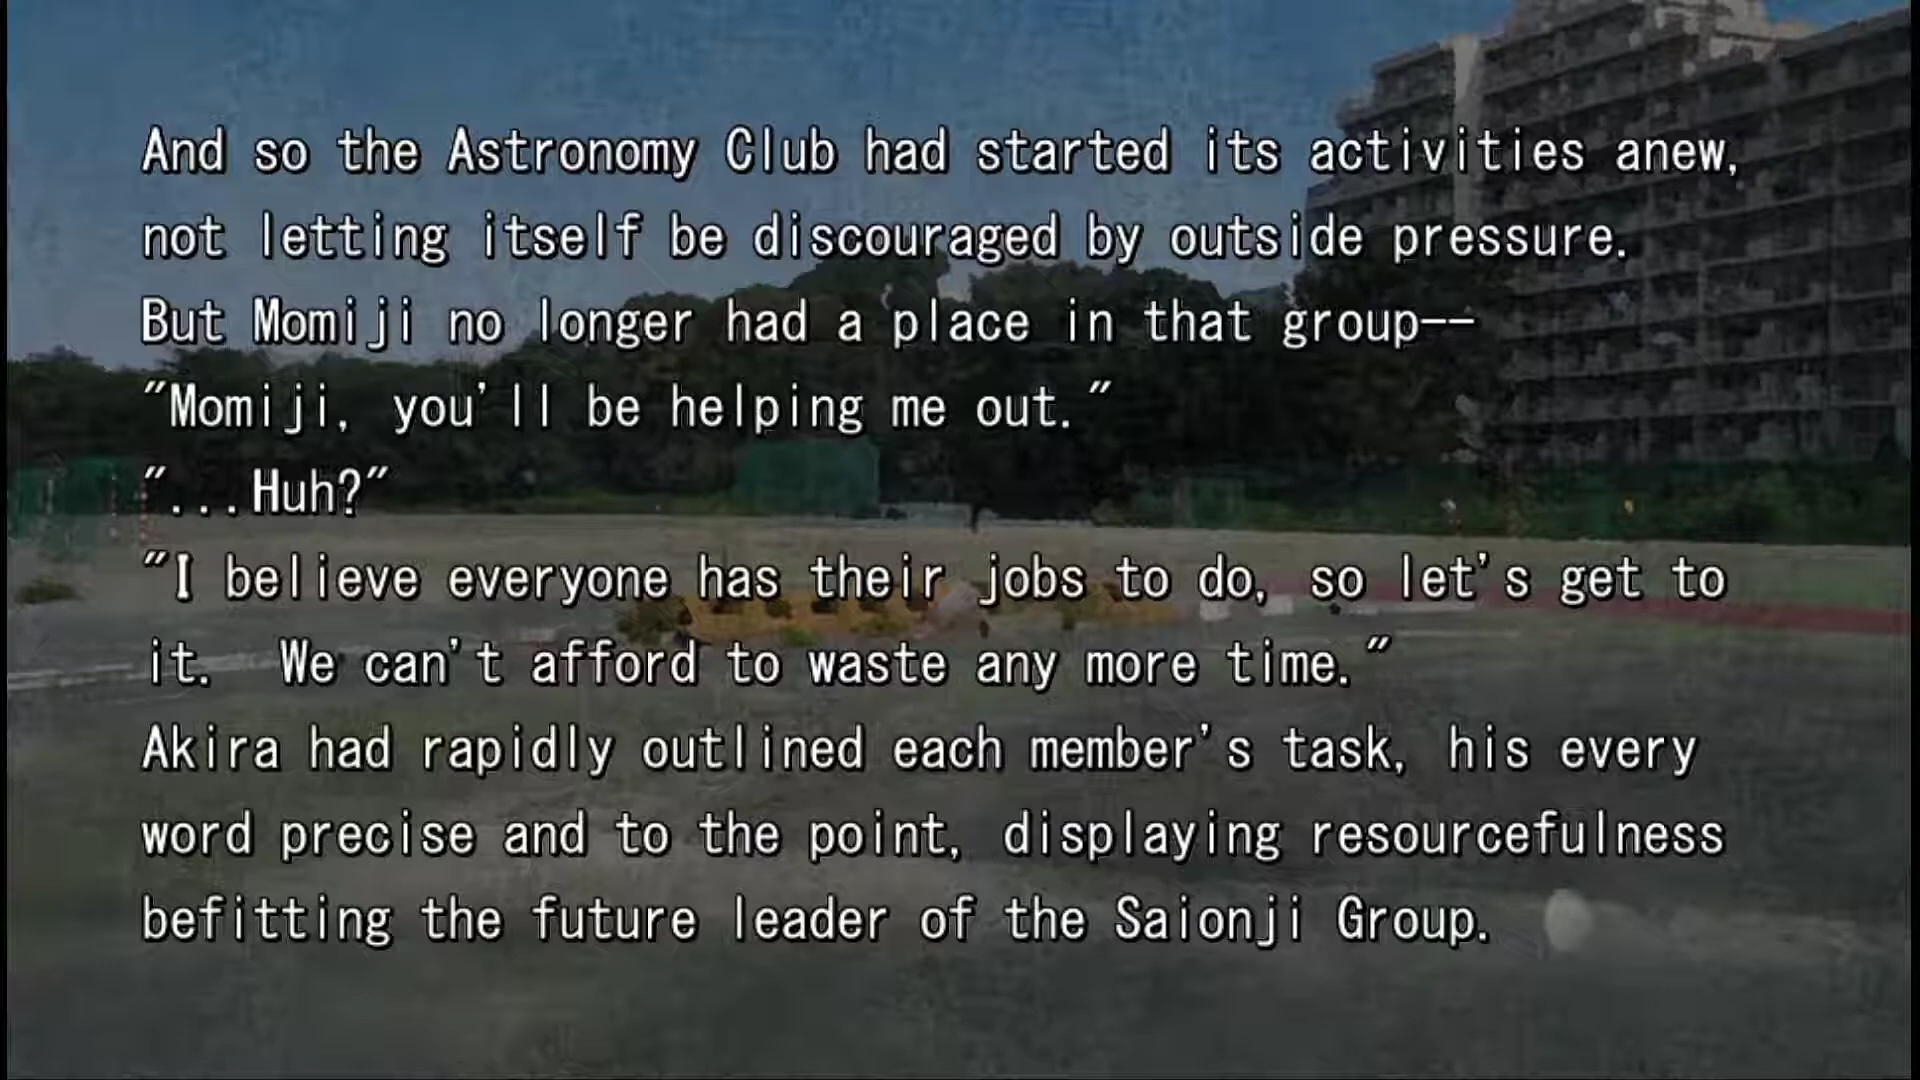 And so the Astronomy Club had started its activities anew,
not letting itself be discouraged by outside pressure.
But Momiji no longer had a place in that group--
"Momiji, you'll be helping me out."
"...Huh?"
"I believe everyone has their jobs to do, so let's get to
it.  We can't afford to waste any more time."
Akira had rapidly outlined each member's task, his every
word precise and to the point, displaying resourcefulness
befitting the future leader of the Saionji Group.